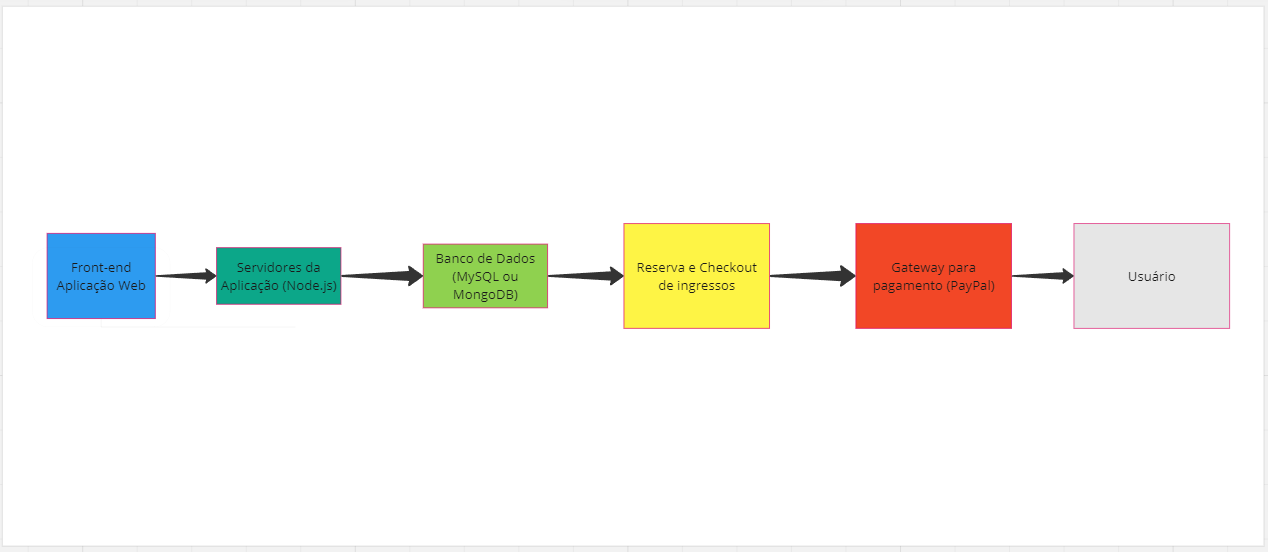 Front-end
Aplicação Web
Servidores da
Aplicação (Node.js)
Banco de Dados
(MySQL ou
MongoDB)
Reserva e Checkout
de ingressos
Gateway para
pagamento (PayPal)
Usuário